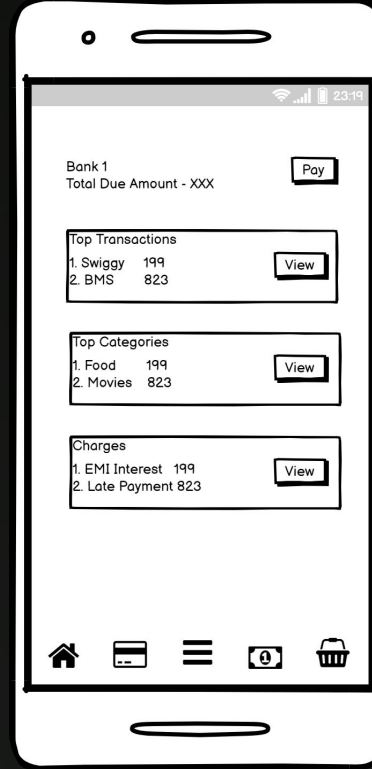 23:19
Bank 1
Total Due Amount - XXX
Pay
Top Transactions
1. Swiggy 199
2. BMS 823
View
Top Categories
1. Food 199
2. Movies 823
View
Charges
1. EMI Interest 199
2. Late Payment 823
View
1